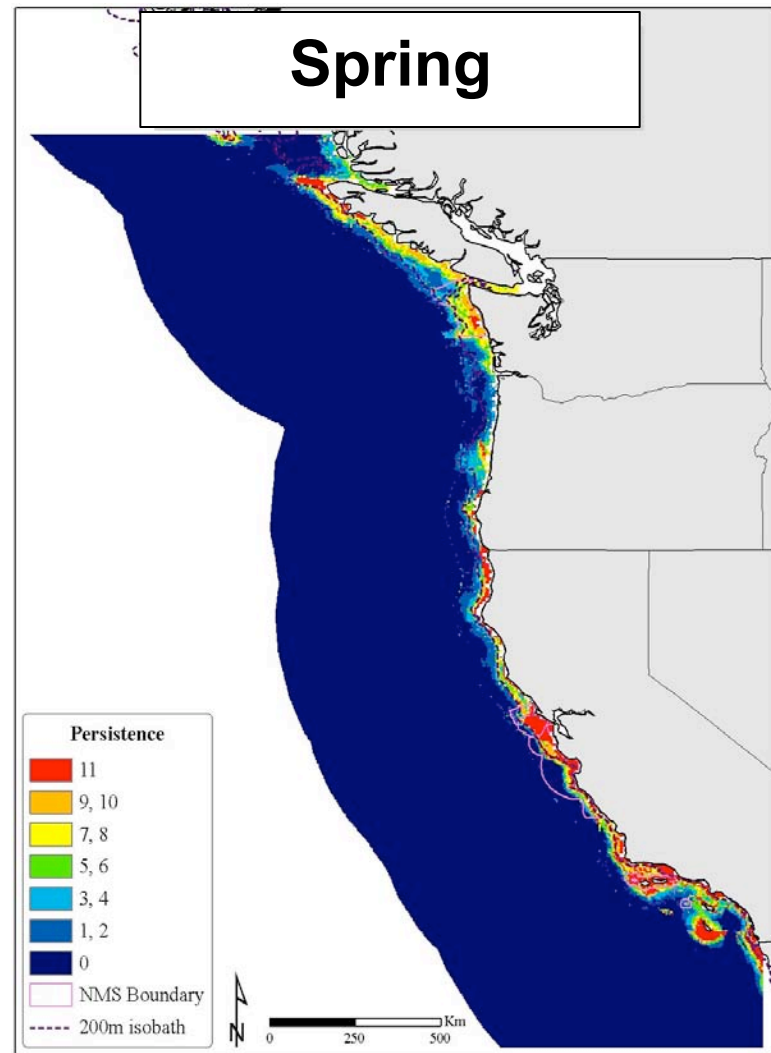 Spring
Persistence
11
9, 10
7, 8
5, 6
3, 4
1, 2
0
NMS Boundary
200m isobath
N
Km
0 250 500